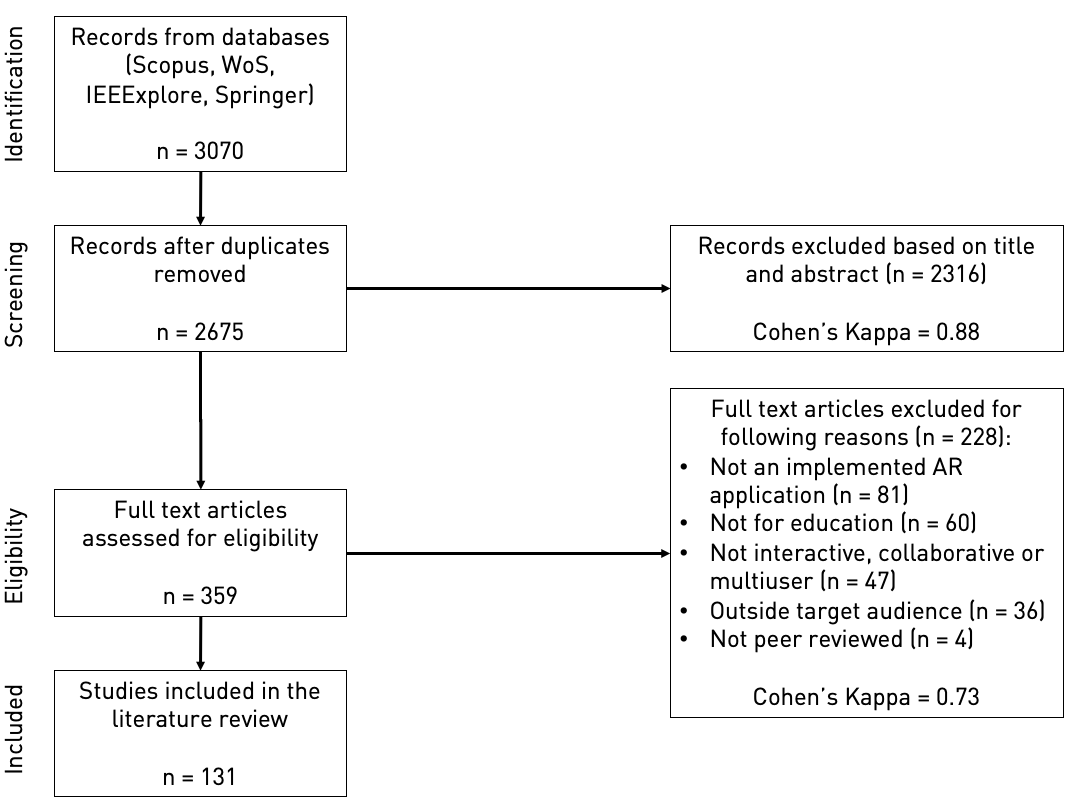 Identification
Records from databases
(Scopus, WoS,
IEEExplore, Springer)
n = 3070
Screening
Records after duplicates
removed
n = 2675
Records excluded based on title
and abstract (n = 2316)
Cohen's Kappa = 0.88
Eligibility
Full text articles
assessed for eligibility
n = 359
Full text articles excluded for
following reasons (n = 228):
• Not an implemented AR
application (n = 81)
• Not for education (n = 60)
• Not interactive, collaborative or
multiuser (n = 47)
• Outside target audience (n = 36)
• Not peer reviewed (n = 4)
Cohen's Kappa = 0.73
Included
Studies included in the
literature review
n = 131